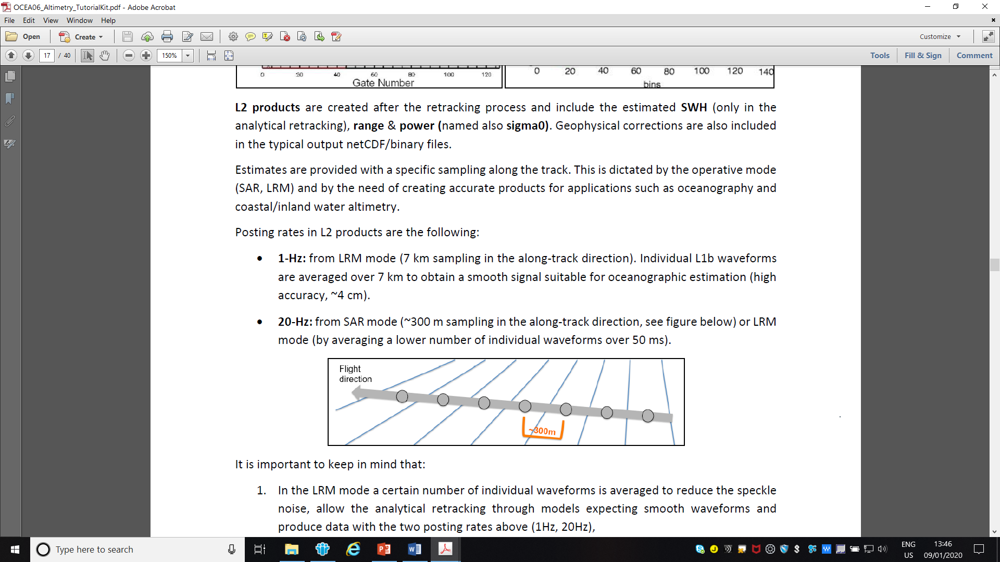 OCEA06_Altimetry_TutorialKit.pdf - Adobe Acrobat
File Edit View Window Help
Open Create Customize
17 / 40 150% Tools Fill & Sign Comment
0 20 40 60 80 100 120
Gate Number
0 20 40 60 80 100 120 140
bins
L2 products are created after the retracking process and include the estimated SWH (only in the
analytical retracking), range & power (named also sigma0). Geophysical corrections are also included
in the typical output netCDF/binary files.
Estimates are provided with a specific sampling along the track. This is dictated by the operative mode
(SAR, LRM) and by the need of creating accurate products for applications such as oceanography and
coastal/inland water altimetry.
Posting rates in L2 products are the following:
• 1-Hz: from LRM mode (7 km sampling in the along-track direction). Individual L1b waveforms
are averaged over 7 km to obtain a smooth signal suitable for oceanographic estimation (high
accuracy, ~4 cm).
• 20-Hz: from SAR mode (~300 m sampling in the along-track direction, see figure below) or LRM
mode (by averaging a lower number of individual waveforms over 50 ms).
Flight
direction
~300m
It is important to keep in mind that:
1. In the LRM mode a certain number of individual waveforms is averaged to reduce the speckle
noise, allow the analytical retracking through models expecting smooth waveforms and
produce data with the two posting rates above (1Hz, 20Hz),
Type here to search
ENG
US
13:46
09/01/2020